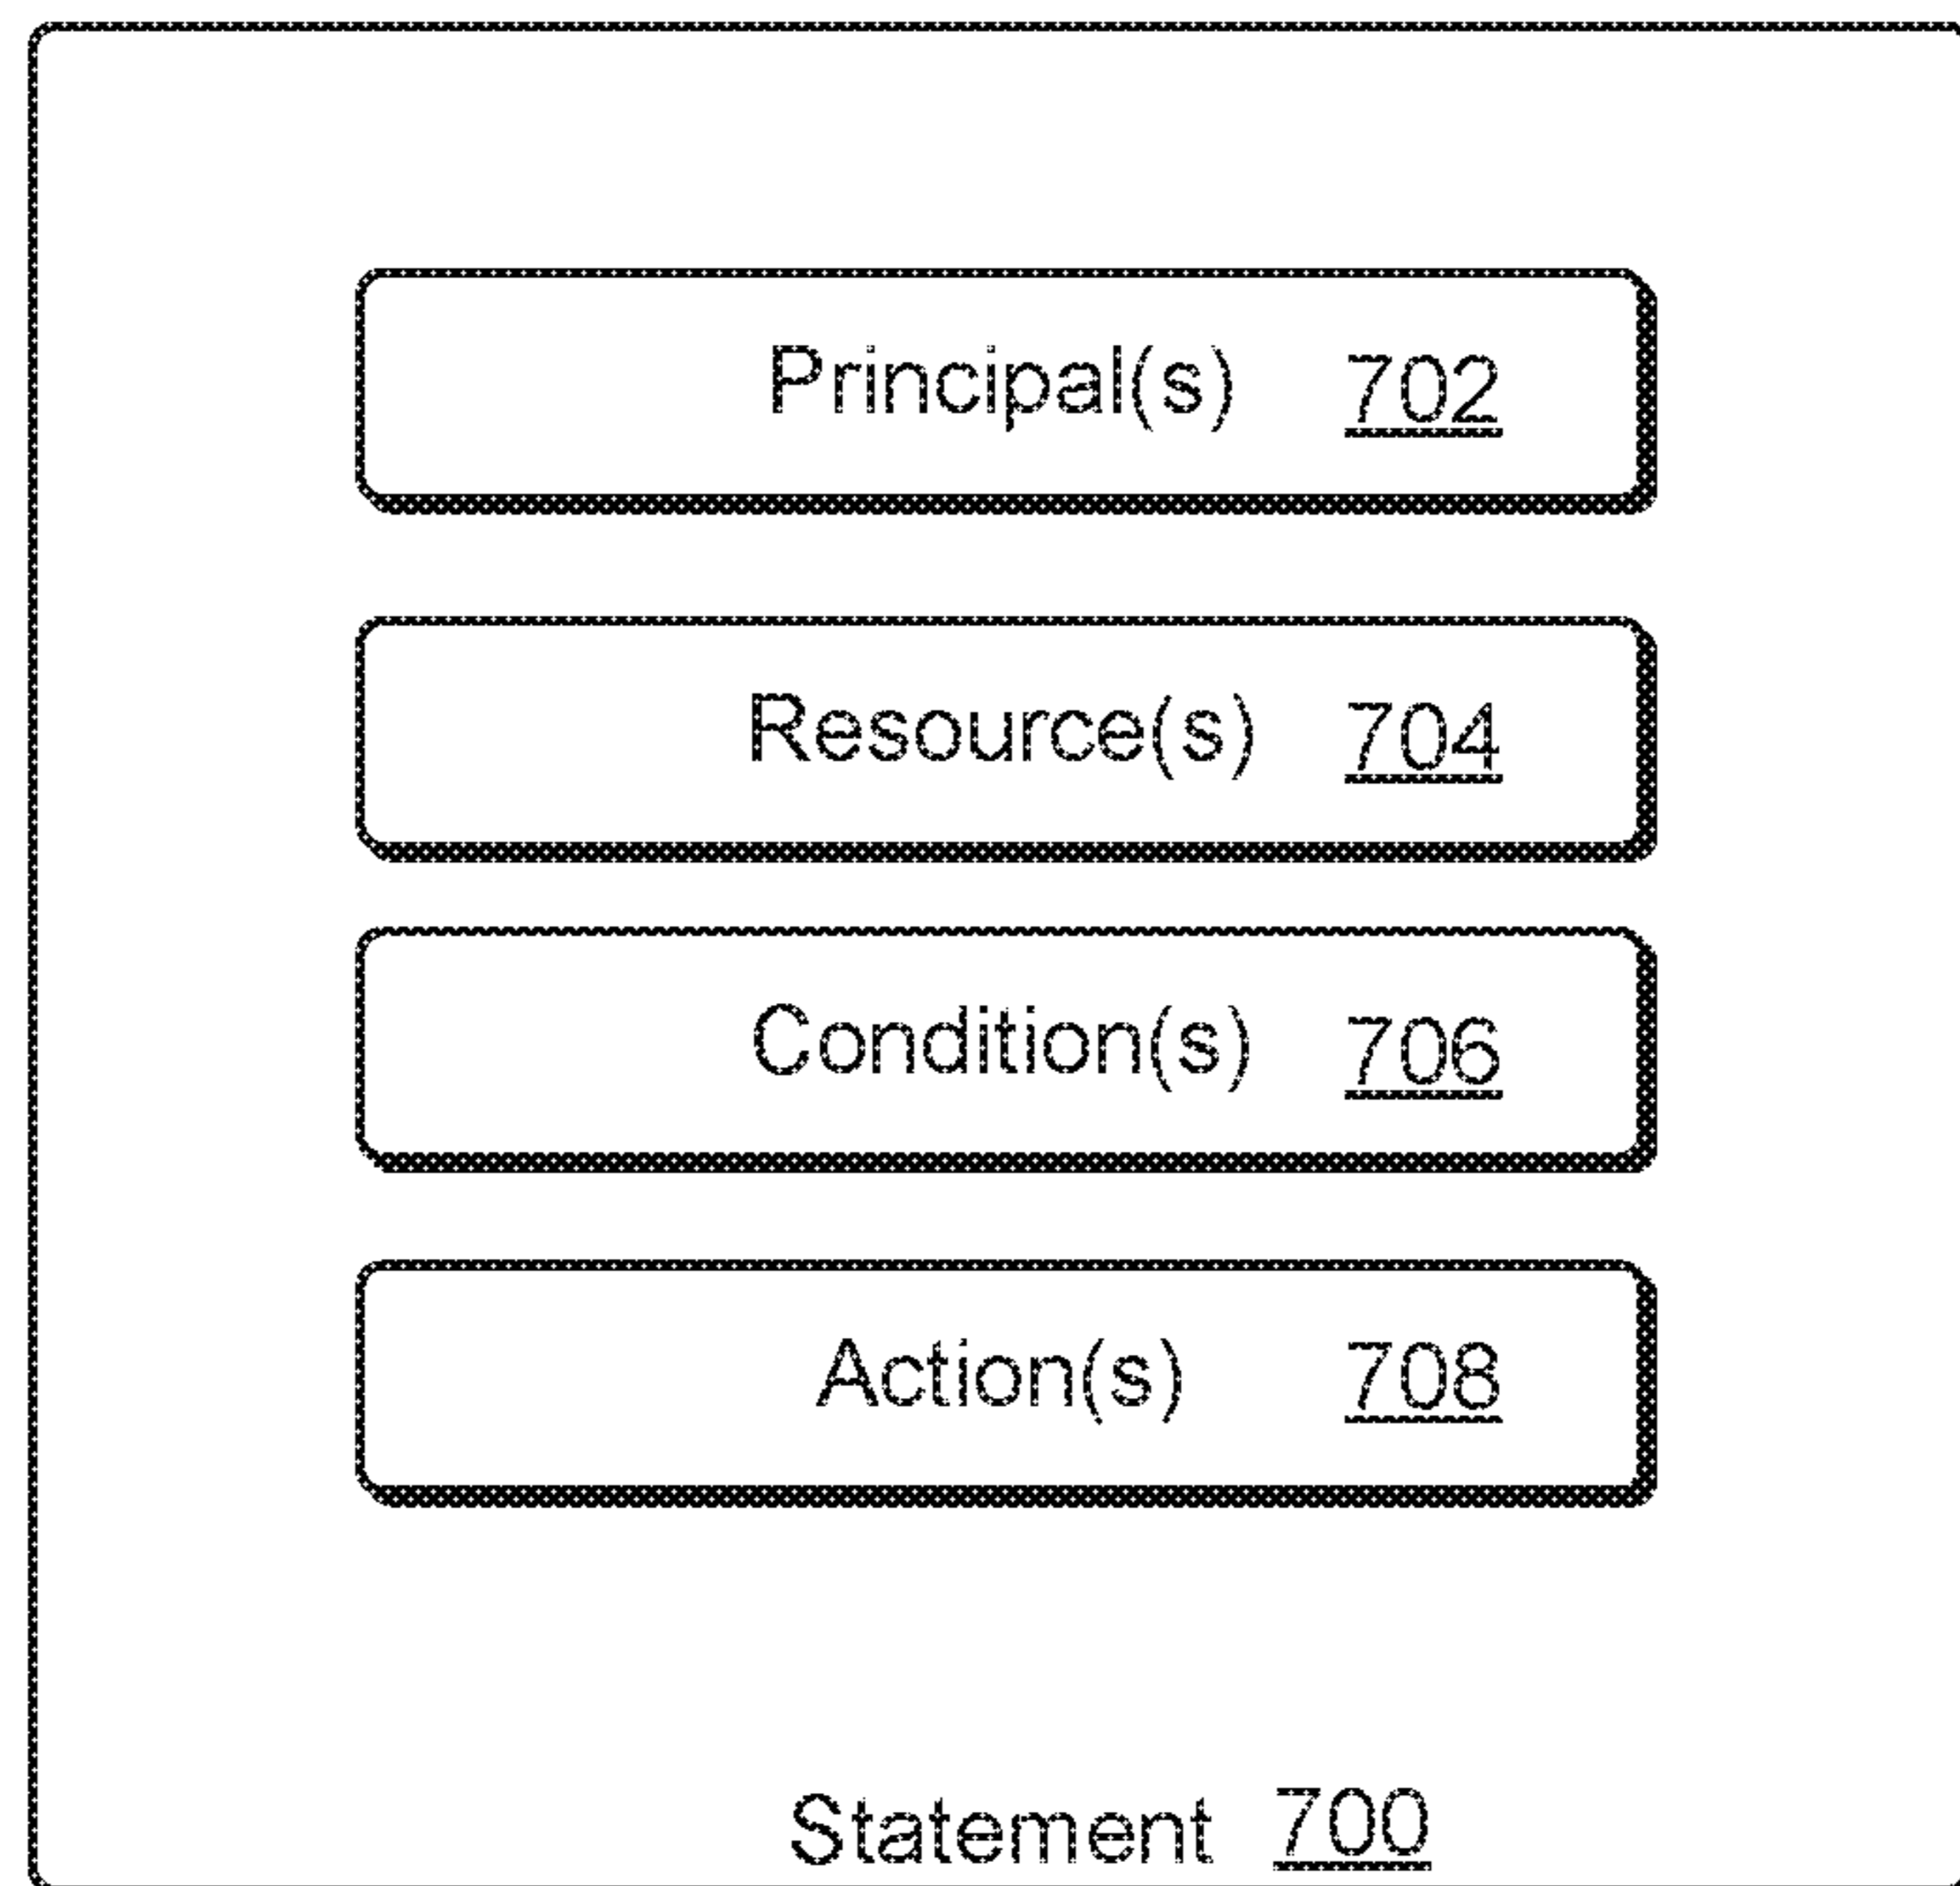 Principal(s) 702
Resource(s) 704
Condition(s) 706
Action(s) 708
Statement 700